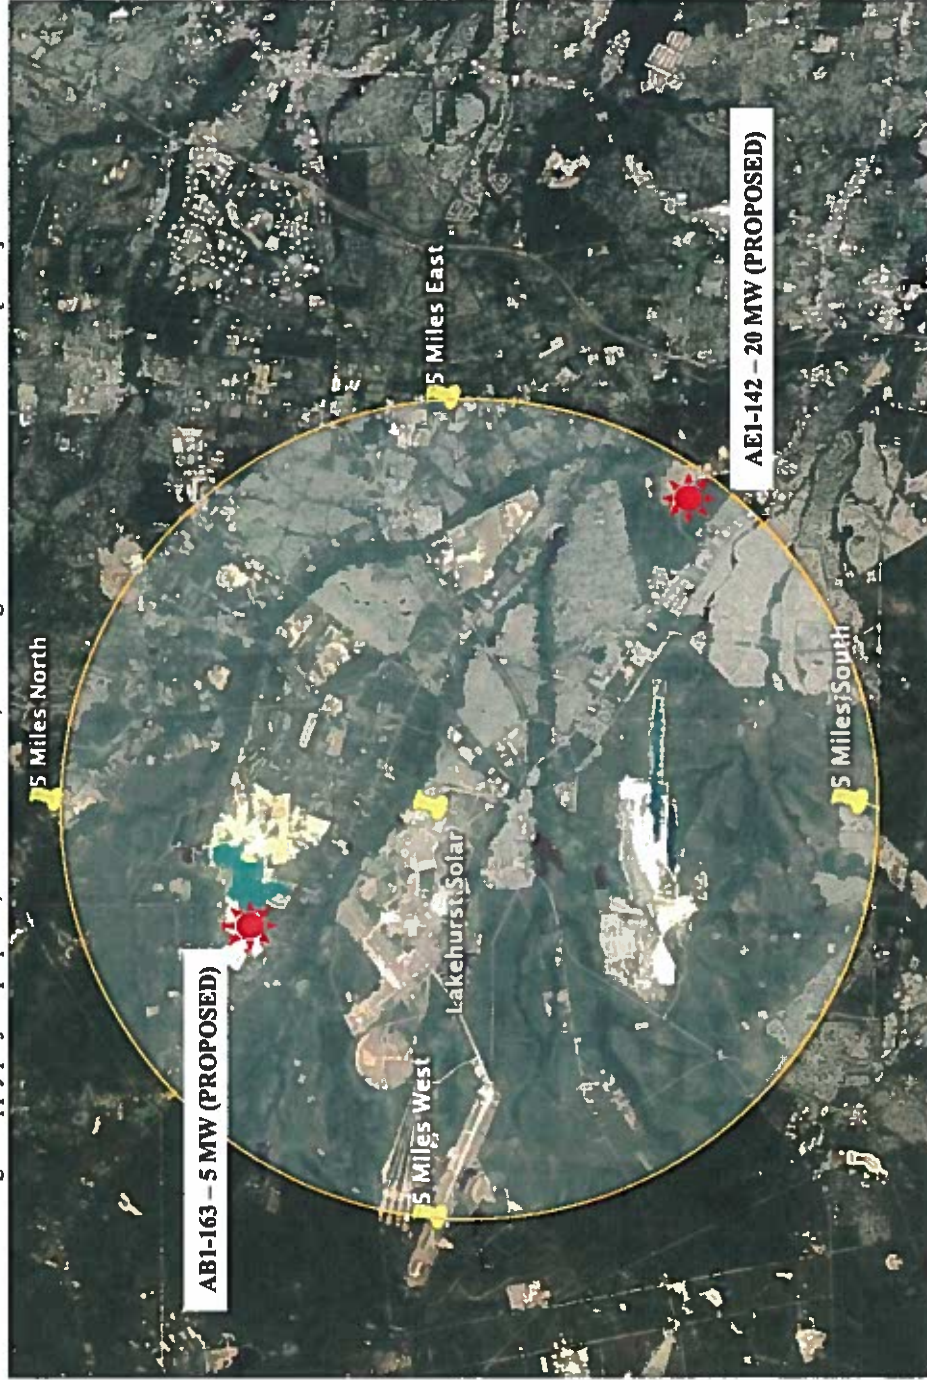 5 Miles North
AB1-163 – 5 MW (PROPOSED)
5 Miles West
Lakehurst Solar
5 Miles East
AE1-142 – 20 MW (PROPOSED)
5 Miles South